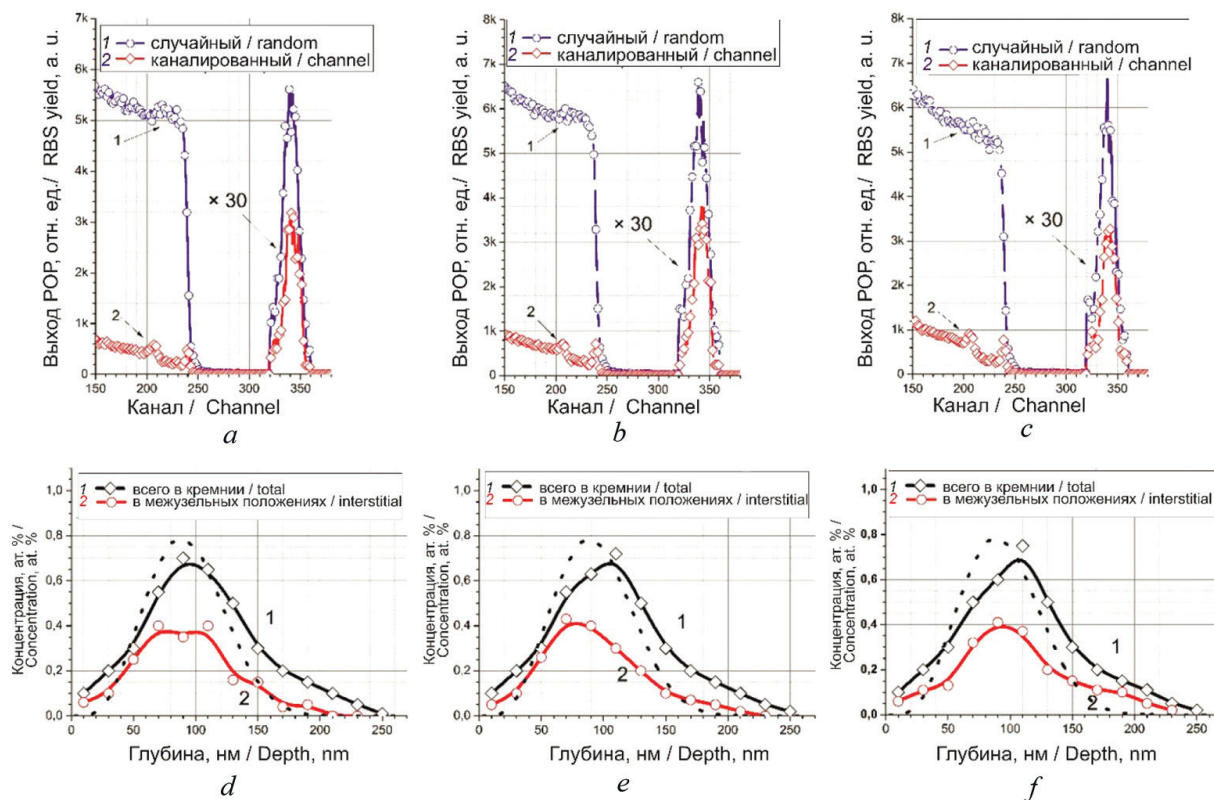 7k
6k
5k
4k
3k
2k
1k
0
Выход РОР, отн. ед./ RBS yield, a. u.
1 случайный / random
2 каналированный / channel
1
× 30
2
150 200 250 300 350
Канал / Channel
a
8k
7k
6k
5k
4k
3k
2k
1k
0
Выход РОР, отн. ед./ RBS yield, a. u.
1 случайный / random
2 каналированный / channel
1
× 30
2
150 200 250 300 350
Канал / Channel
b
8k
7k
6k
5k
4k
3k
2k
1k
0
Выход РОР, отн. ед./ RBS yield, a. u.
1 случайный / random
2 каналированный / channel
1
× 30
2
150 200 250 300 350
Канал / Channel
c
1 всего в кремнии / total
2 в межузельных положениях / interstitial
1,0
0,8
0,6
0,4
0,2
0,0
Концентрация, ат. % /
Concentration, at. %
1
2
0 50 100 150 200 250
Глубина, нм / Depth, nm
d
1 всего в кремнии / total
2 в межузельных положениях / interstitial
1,0
0,8
0,6
0,4
0,2
0,0
Концентрация, ат. % /
Concentration, at. %
1
2
0 50 100 150 200 250
Глубина, нм / Depth, nm
e
1 всего в кремнии / total
2 в межузельных положениях / interstitial
1,0
0,8
0,6
0,4
0,2
0,0
Концентрация, ат. % /
Concentration, at. %
1
2
0 50 100 150 200 250
Глубина, нм / Depth, nm
f